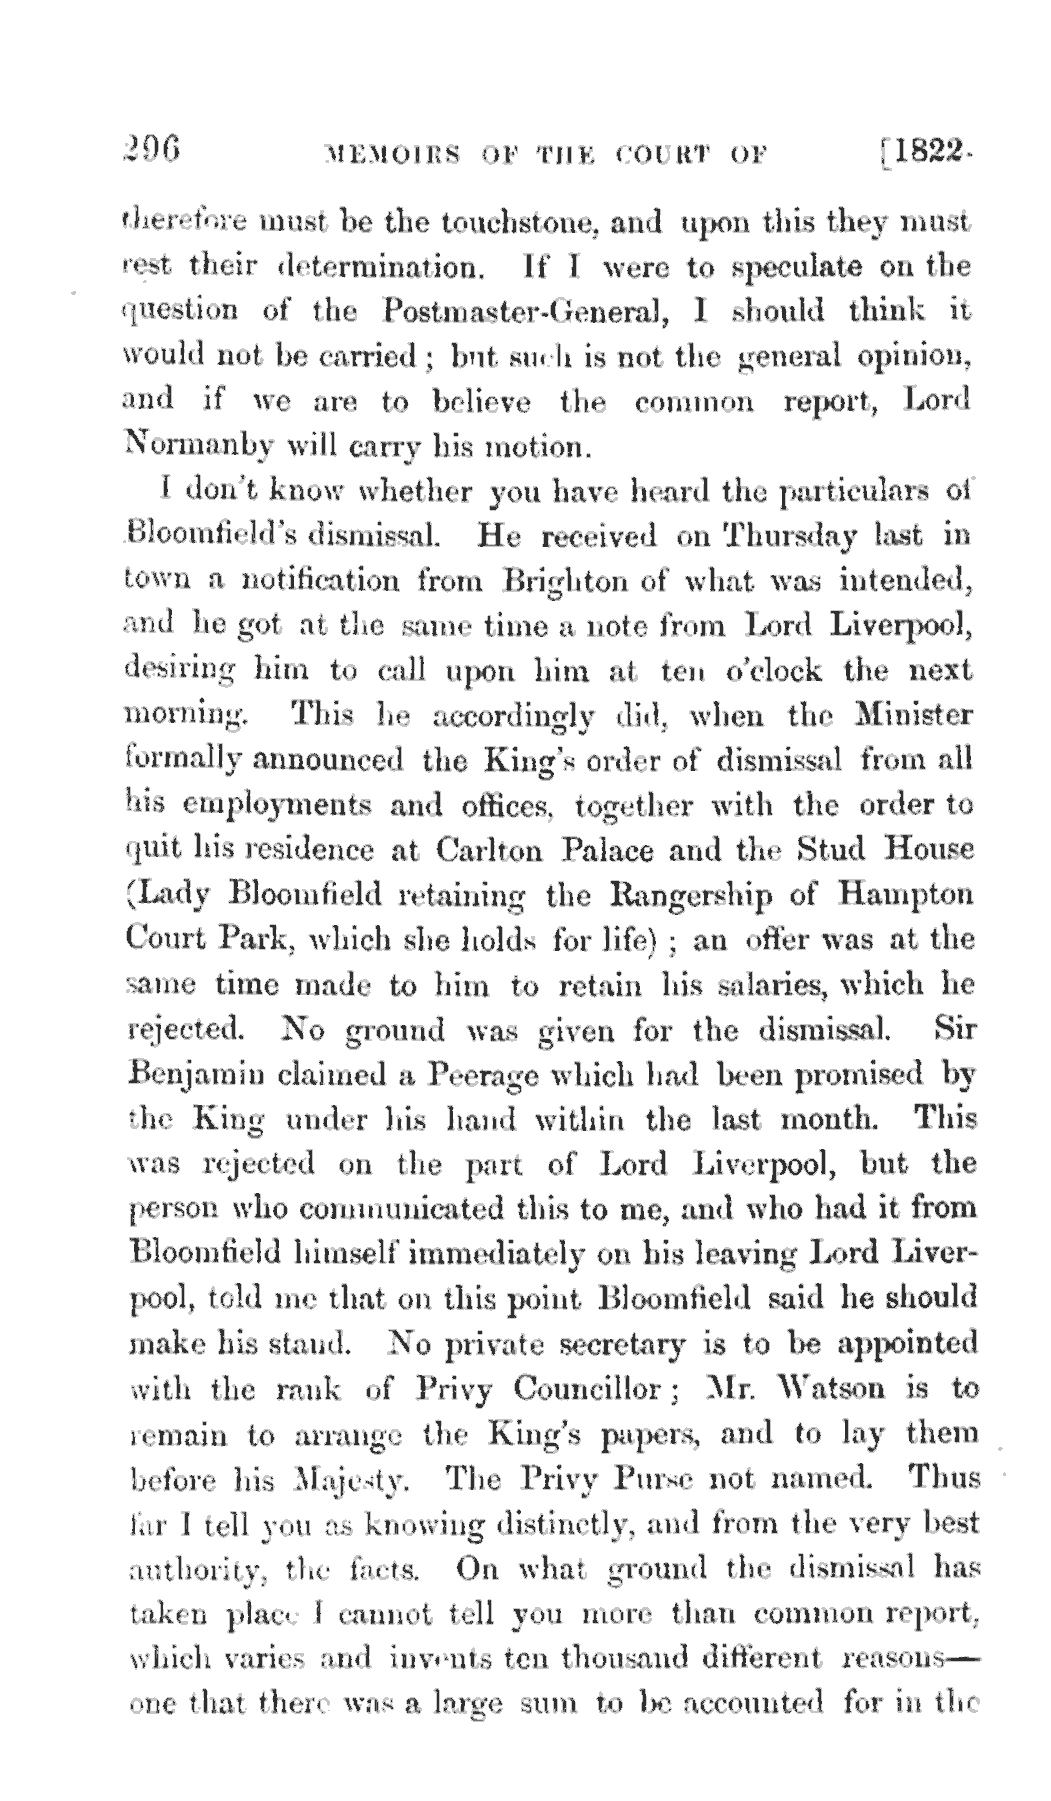 296 MEMOIRS OF THE COURT OF [1822-
therefore must be the touchstone, and upon this they must
rest their determination. If I were to speculate on the
question of the Postmaster-General, I should think it
would not be carried; but such is not the general opinion,
and if we are to believe the common report, Lord
Normanby will carry his motion.
I don't know whether you have heard the particulars of
Bloomfield's dismissal. He received on Thursday last in
town a notification from Brighton of what was intended,
and he got at the same time a note from Lord Liverpool,
desiring him to call upon him at ten o'clock the next
morning. This he accordingly did, when the Minister
formally announced the King's order of dismissal from all
his employments and offices, together with the order to
quit his residence at Carlton Palace and the Stud House
(Lady Bloomfield retaining the Rangership of Hampton
Court Park, which she holds for life); an offer was at the
same time made to him to retain his salaries, which he
rejected. No ground was given for the dismissal. Sir
Benjamin claimed a Peerage which had been promised by
the King under his hand within the last month. This
was rejected on the part of Lord Liverpool, but the
person who communicated this to me, and who had it from
Bloomfield himself immediately on his leaving Lord Liver-
pool, told me that on this point Bloomfield said he should
make his stand. No private secretary is to be appointed
with the rank of Privy Councillor; Mr. Watson is to
remain to arrange the King's papers, and to lay them
before his Majesty. The Privy Purse not named. Thus
far I tell you as knowing distinctly, and from the very best
authority, the facts. On what ground the dismissal has
taken place I cannot tell you more than common report,
which varies and invents ten thousand different reasons—
one that there was a large sum to be accounted for in the